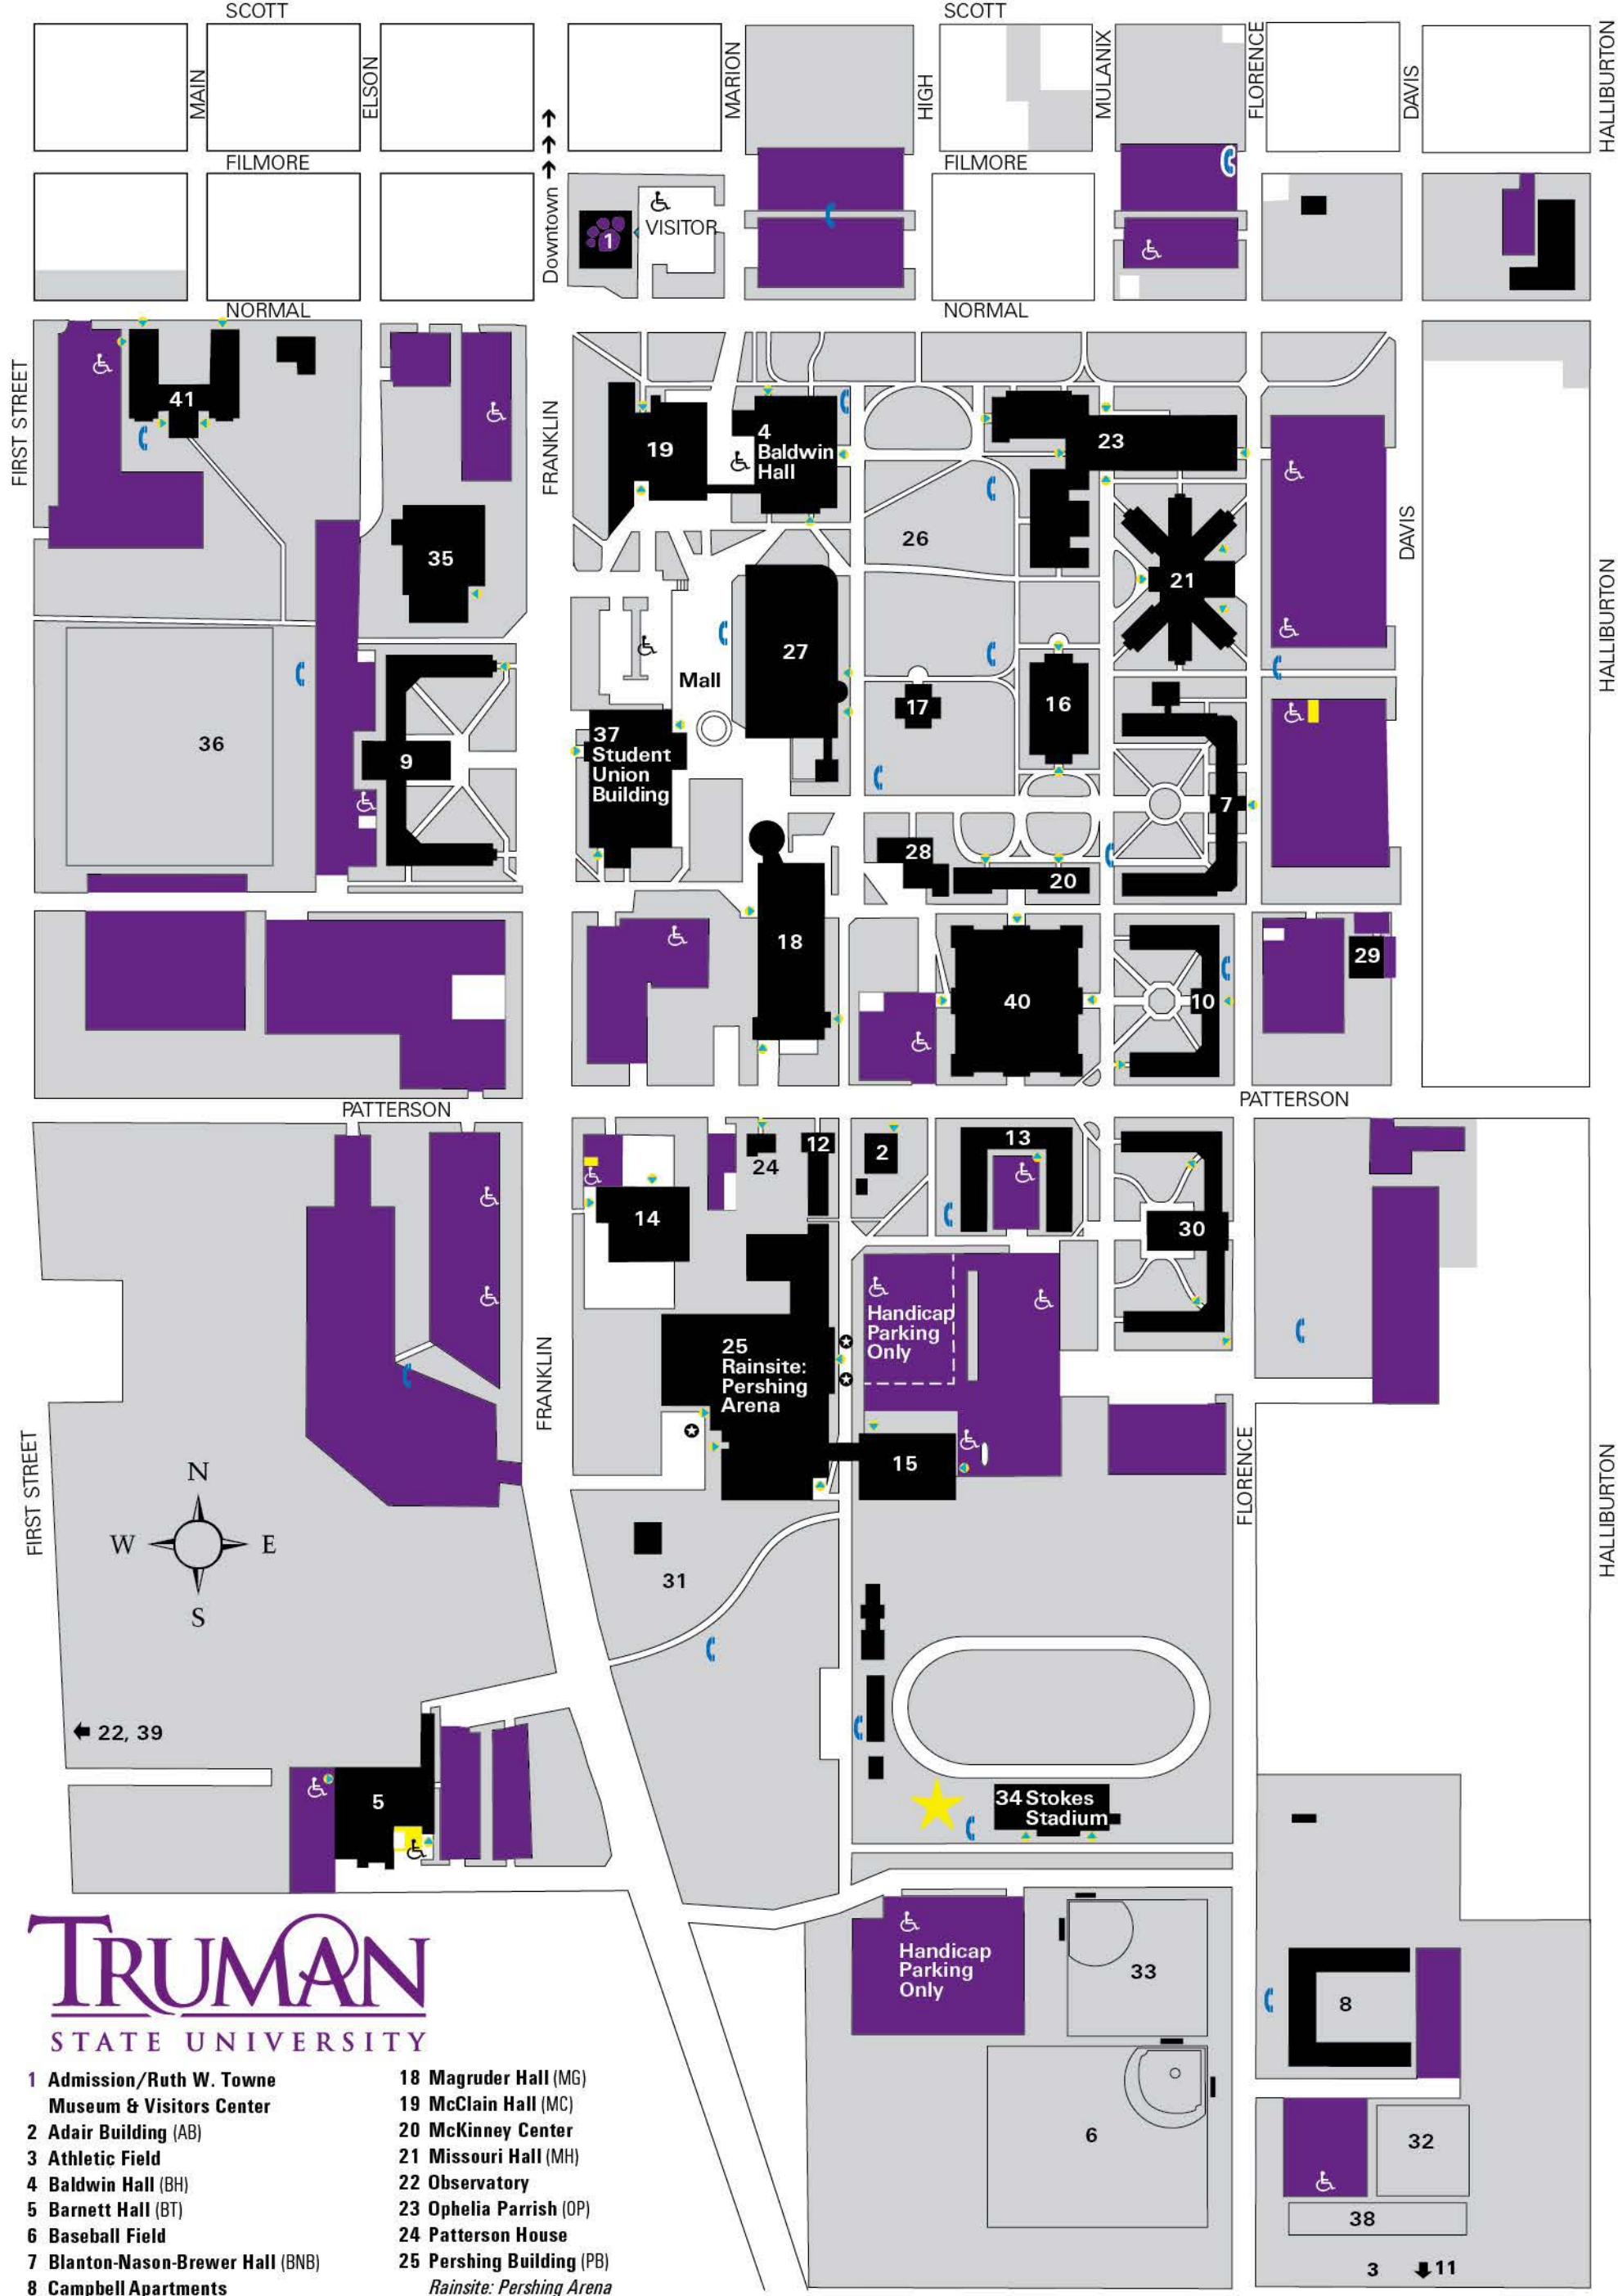 SCOTT
SCOTT
MAIN
ELSON
MARION
HIGH
MULANIX
FLORENCE
DAVIS
HALLIBURTON
FILMORE
FILMORE
Downtown
1
VISITOR
NORMAL
NORMAL
FIRST STREET
41
FRANKLIN
19
4
Baldwin
Hall
23
26
35
21
DAVIS
HALLIBURTON
27
Mall
17
16
36
9
37
Student
Union
Building
7
28
20
18
29
40
10
PATTERSON
PATTERSON
12
24
2
13
14
30
25
Rainsite:
Pershing
Arena
Handicap
Parking
Only
FRANKLIN
15
FIRST STREET
FLORENCE
HALLIBURTON
N
W E
S
31
22, 39
5
34 Stokes
Stadium
Handicap
Parking
Only
33
8
6
32
38
3 11
TRUMAN
STATE UNIVERSITY
1 Admission/Ruth W. Towne
Museum & Visitors Center
2 Adair Building (AB)
3 Athletic Field
4 Baldwin Hall (BH)
5 Barnett Hall (BT)
6 Baseball Field
7 Blanton-Nason-Brewer Hall (BNB)
8 Campbell Apartments
18 Magruder Hall (MG)
19 McClain Hall (MC)
20 McKinney Center
21 Missouri Hall (MH)
22 Observatory
23 Ophelia Parrish (OP)
24 Patterson House
25 Pershing Building (PB)
Rainsite: Pershing Arena